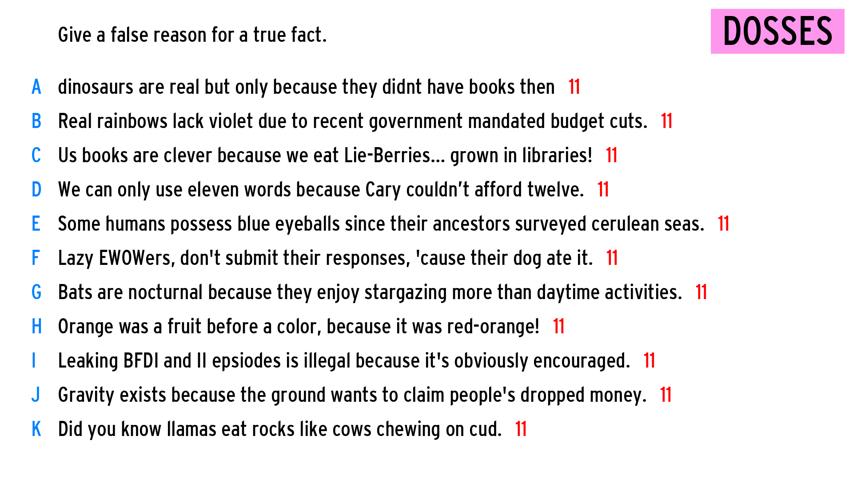 Give a false reason for a true fact.
DOSSES
A dinosaurs are real but only because they didnt have books then 11
B Real rainbows lack violet due to recent government mandated budget cuts. 11
C Us books are clever because we eat Lie-Berries... grown in libraries! 11
D We can only use eleven words because Cary couldn't afford twelve. 11
E Some humans possess blue eyeballs since their ancestors surveyed cerulean seas. 11
F Lazy EWOWers, don't submit their responses, 'cause their dog ate it. 11
G Bats are nocturnal because they enjoy stargazing more than daytime activities. 11
H Orange was a fruit before a color, because it was red-orange! 11
I Leaking BFDI and II epsiodes is illegal because it's obviously encouraged. 11
J Gravity exists because the ground wants to claim people's dropped money. 11
K Did you know llamas eat rocks like cows chewing on cud. 11